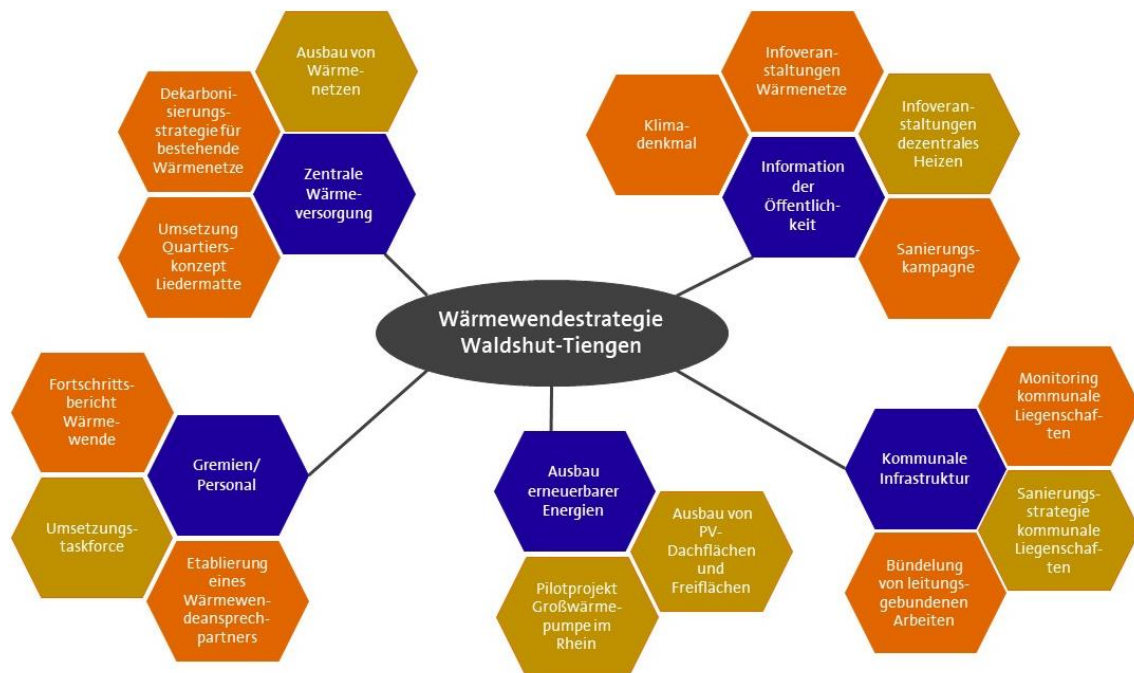 Ausbau von
Wärme-
netzen
Dekarboni-
sierungs-
strategie für
bestehende
Wärmenetze
Zentrale
Wärme-
versorgung
Umsetzung
Quartiers-
konzept
Liedermatte
Infoveran-
staltungen
Wärmenetze
Klima-
denkmal
Infoveran-
staltungen
dezentrales
Heizen
Information
der
Öffentlich-
keit
Sanierungs-
kampagne
Wärmewendestrategie
Waldshut-Tiengen
Fortschritts-
bericht
Wärme-
wende
Gremien/
Personal
Umsetzungs-
taskforce
Etablierung
eines
Wärmewen-
deansprech-
partners
Ausbau
erneuerbarer
Energien
Ausbau von
PV-
Dachflächen
und
Freiflächen
Pilotprojekt
Großwärme-
pumpe im
Rhein
Monitoring
kommunale
Liegenschaf-
ten
Kommunale
Infrastruktur
Sanierungs-
strategie
kommunale
Liegenschaf-
ten
Bündelung
von leitungs-
gebundenen
Arbeiten